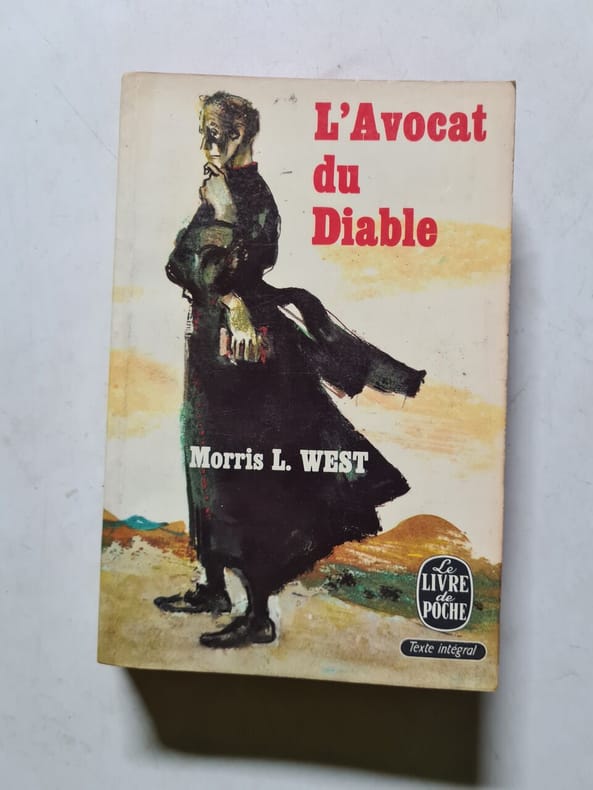 L'Avocat
du
Diable
Morris L. WEST
Le
LIVRE
de
POCHE
Texte intégral